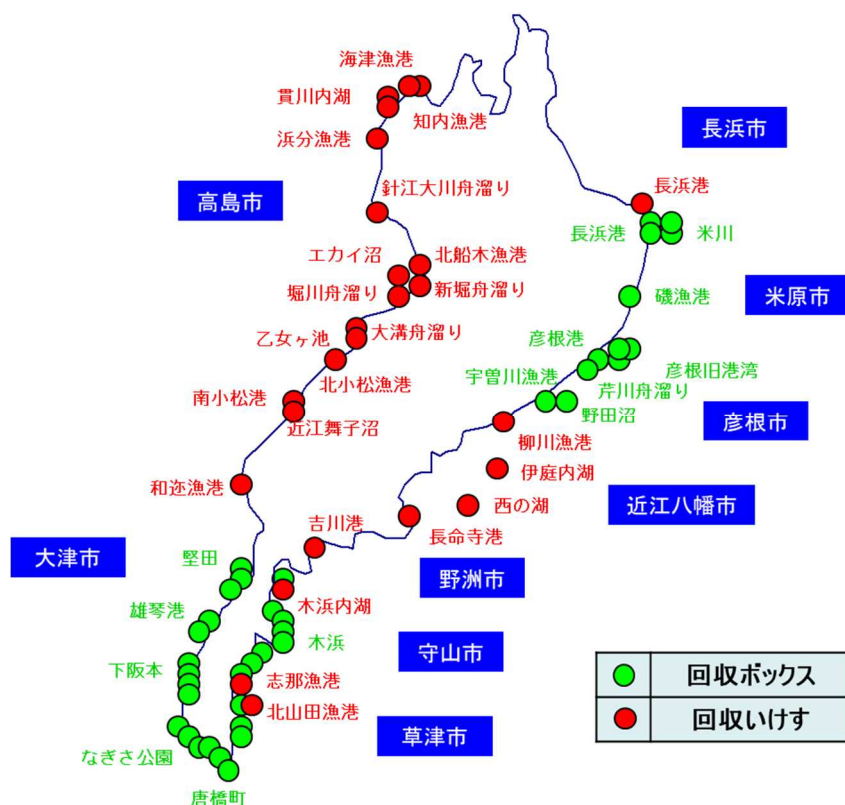 海津漁港
貫川内湖
知内漁港
浜分漁港
長浜市
針江大川舟溜り
高島市
長浜港
長浜港
米川
エカイ沼
北船木漁港
堀川舟溜り
新堀舟溜り
米原市
磯漁港
乙女ヶ池
大溝舟溜り
彦根港
彦根旧港湾
宇曽川漁港
北小松漁港
芹川舟溜り
南小松港
近江舞子沼
野田沼
彦根市
柳川漁港
伊庭内湖
和迩漁港
西の湖
近江八幡市
吉川港
長命寺港
大津市
堅田
野洲市
木浜内湖
雄琴港
木浜
守山市
下阪本
志那漁港
回収ボックス
北山田漁港
回収いけす
草津市
なぎさ公園
唐橋町